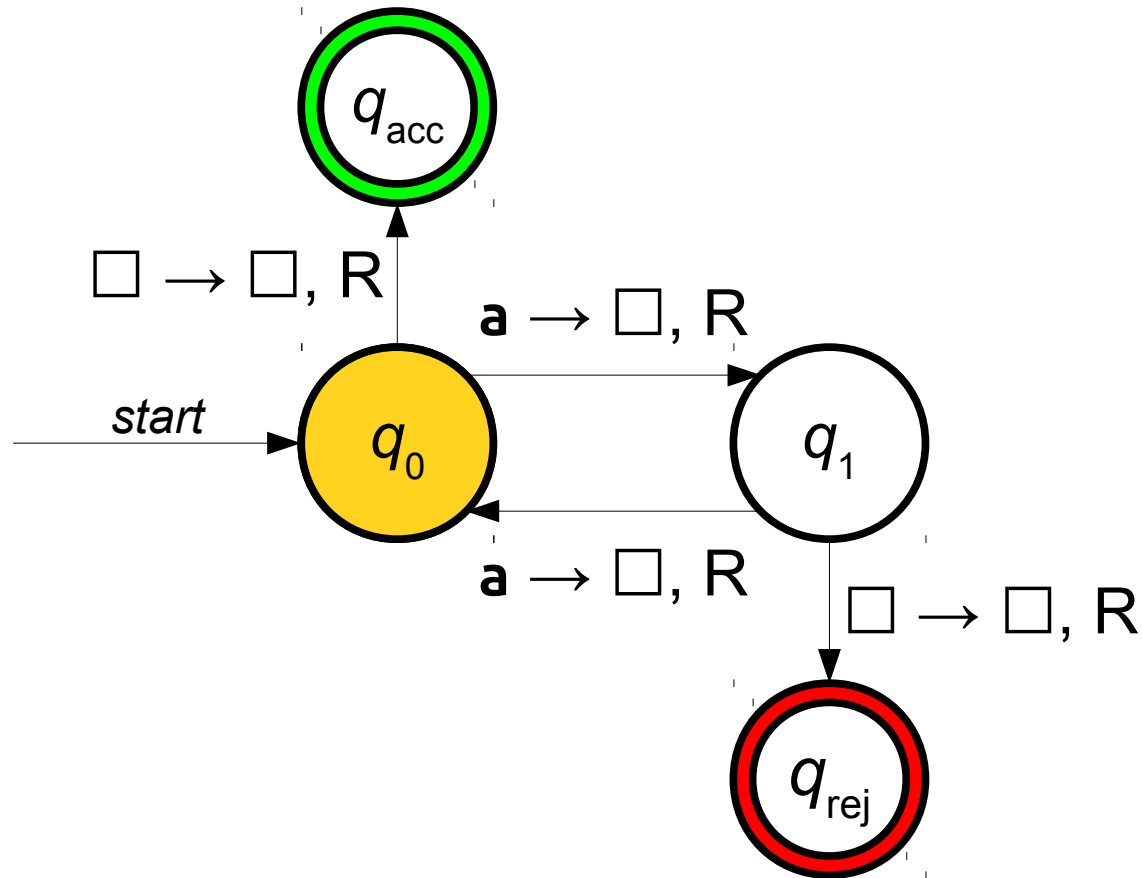 q_acc
□ → □, R
a → □, R
start
q_0
q_1
a → □, R
□ → □, R
q_rej